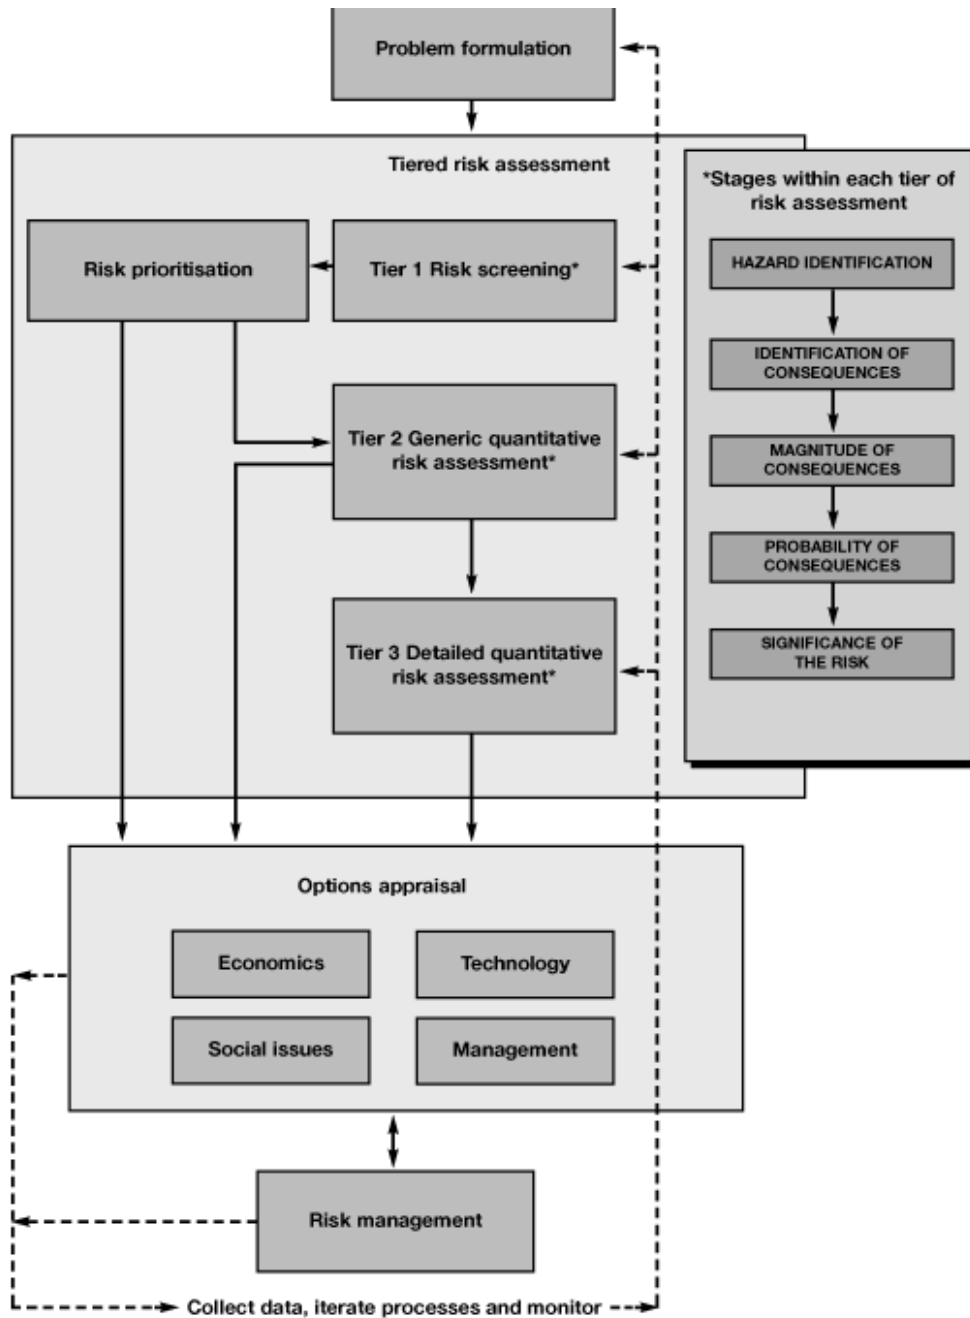 Problem formulation
Tiered risk assessment
*Stages within each tier of
risk assessment
Risk prioritisation
Tier 1 Risk screening*
HAZARD IDENTIFICATION
IDENTIFICATION OF
CONSEQUENCES
Tier 2 Generic quantitative
risk assessment*
MAGNITUDE OF
CONSEQUENCES
PROBABILITY OF
CONSEQUENCES
Tier 3 Detailed quantitative
risk assessment*
SIGNIFICANCE OF
THE RISK
Options appraisal
Economics
Technology
Social issues
Management
Risk management
Collect data, iterate processes and monitor